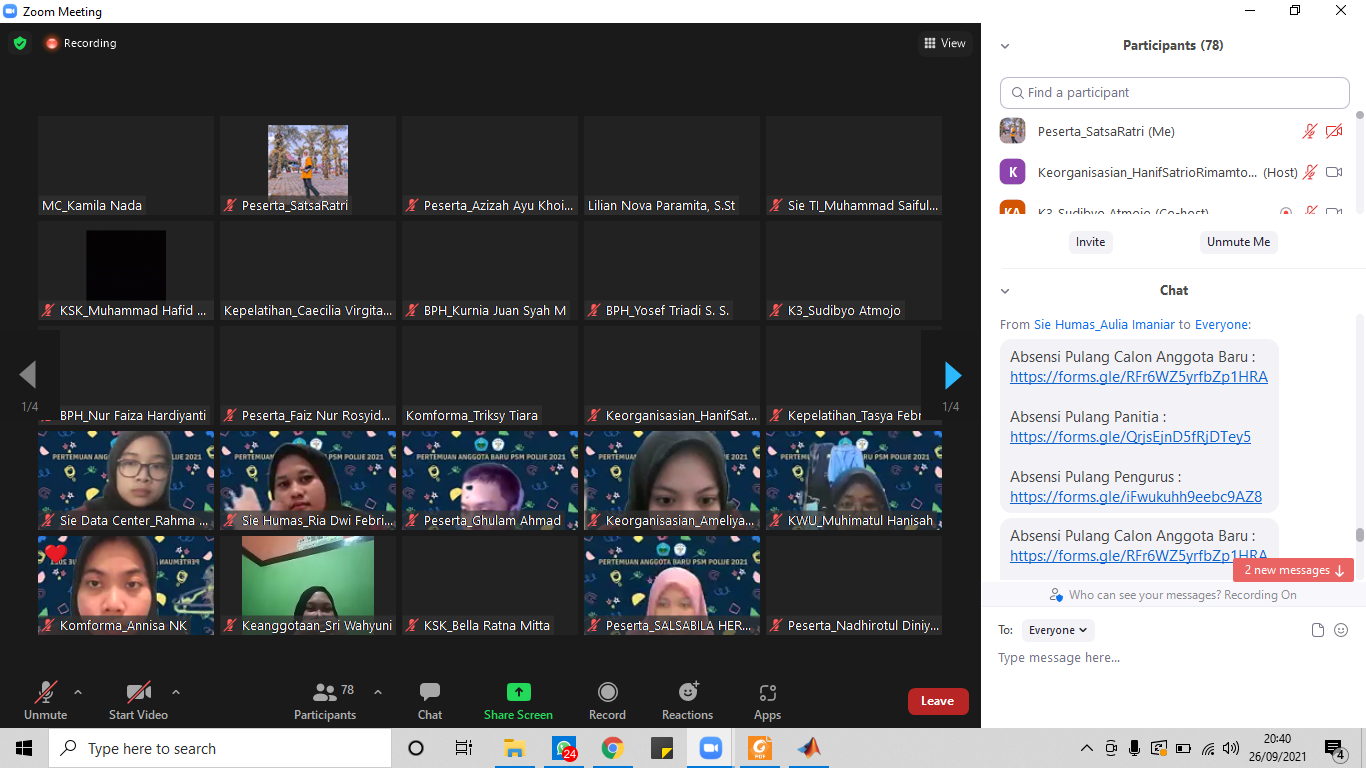 Zoom Meeting
Recording
View
MC_Kamila Nada
Peserta_SatsaRatri
Peserta_Azizah Ayu Khoi...
Lilian Nova Paramita, S.St
Sie TI_Muhammad Saiful...
KSK_Muhammad Hafid ...
Kepelatihan_Caecilia Virgita...
BPH_Kurnia Juan Syah M
BPH_Yosef Triadi S. S.
K3_Sudibyo Atmojo
1/4
BPH_Nur Faiza Hardiyanti
Peserta_Faiz Nur Rosyid...
Komforma_Triksy Tiara
Keorganisasian_HanifSat...
Kepelatihan_Tasya Febr
1/4
PERTEMUAN ANGGOTA BARU PSM POLIJE 2021
Sie Data Center_Rahma ...
Sie Humas_Ria Dwi Febri...
Peserta_Ghulam Ahmad
Keorganisasian_Ameliya...
KWU_Muhimatul Hanisah
Komforma_Annisa NK
Keanggotaan_Sri Wahyuni
KSK_Bella Ratna Mitta
PERTEMUAN ANGGOTA BARU PSM POLIJE 2021
Peserta_SALSABILA HER...
Peserta_Nadhirotul Diniy...
Unmute
Start Video
78
Participants
Chat
Share Screen
Record
Reactions
Apps
Leave
Participants (78)
Find a participant
Peserta_SatsaRatri (Me)
K
Keorganisasian_HanifSatrioRimamto... (Host)
KA
K3_Sudibyo Atmojo (Co-host)
Invite
Unmute Me
Chat
From Sie Humas_Aulia Imaniar to Everyone:
Absensi Pulang Calon Anggota Baru :
https://forms.gle/RFr6WZ5yrfbZp1HRA
Absensi Pulang Panitia :
https://forms.gle/QrjsEjnD5fRjDTey5
Absensi Pulang Pengurus :
https://forms.gle/iFwukuhh9eebc9AZ8
Absensi Pulang Calon Anggota Baru :
https://forms.gle/RFr6WZ5yrfbZp1HRA
2 new messages
Who can see your messages? Recording On
To: Everyone
Type message here...
Type here to search
24
PDF
20:40
26/09/2021
4